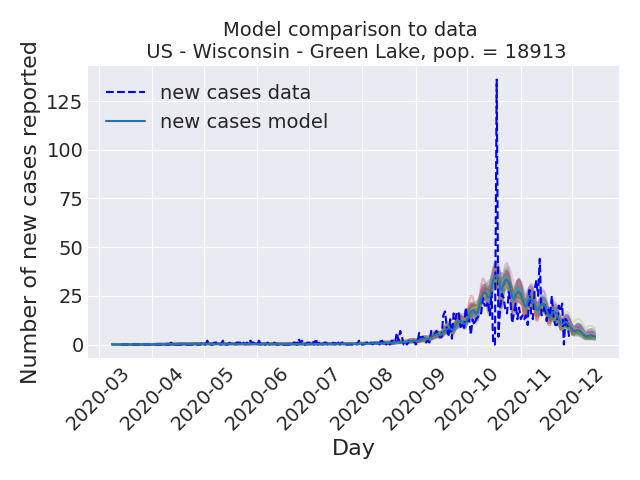 Model comparison to data
US - Wisconsin - Green Lake, pop. = 18913
Number of new cases reported
new cases data
new cases model
125
100
75
50
25
0
2020-03
2020-04
2020-05
2020-06
2020-07
2020-08
2020-09
2020-10
2020-11
2020-12
Day